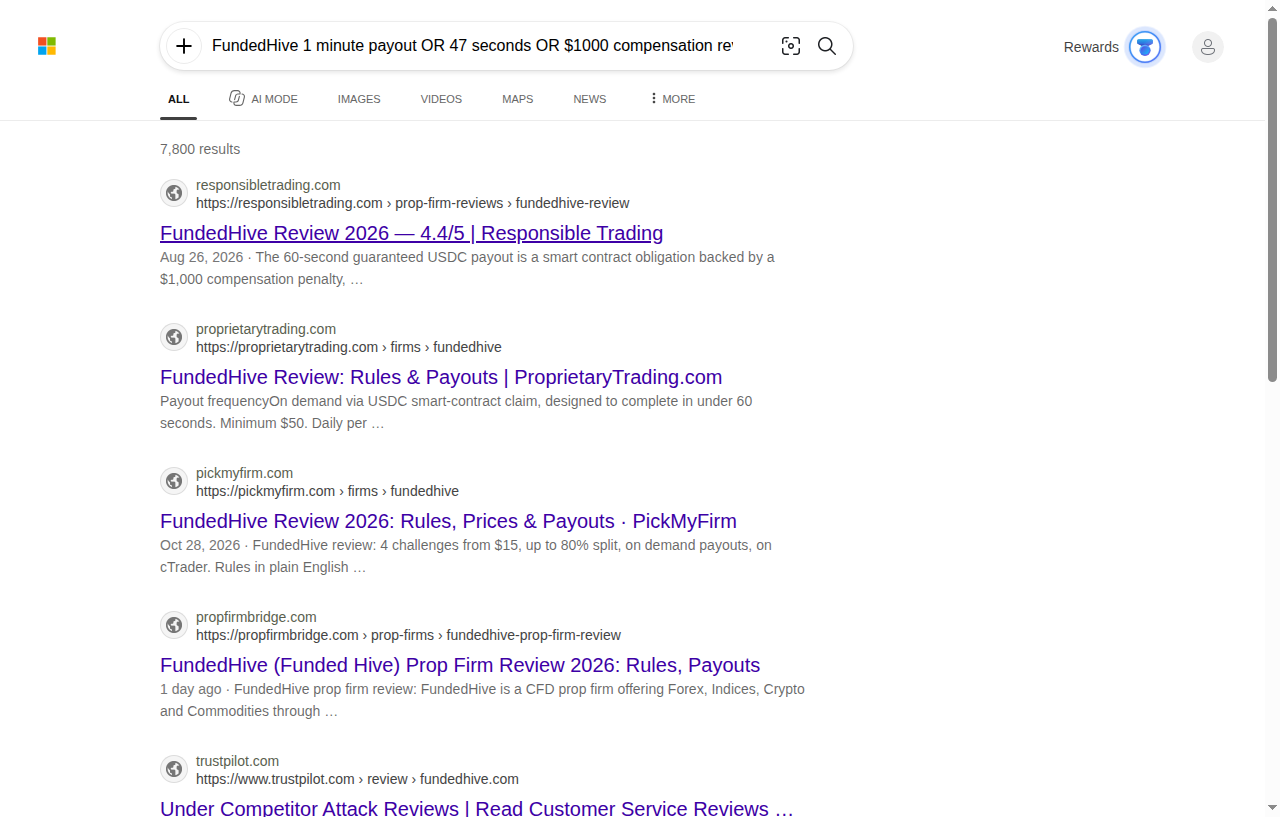 FundedHive 1 minute payout OR 47 seconds OR $1000 compensation
Rewards
ALL
AI MODE
IMAGES
VIDEOS
MAPS
NEWS
MORE
7,800 results
responsibletrading.com
https://responsibletrading.com › prop-firm-reviews › fundedhive-review
FundedHive Review 2026 — 4.4/5 | Responsible Trading
Aug 26, 2026 · The 60-second guaranteed USDC payout is a smart contract obligation backed by a
$1,000 compensation penalty, …
proprietarytrading.com
https://proprietarytrading.com › firms › fundedhive
FundedHive Review: Rules & Payouts | ProprietaryTrading.com
Payout frequencyOn demand via USDC smart-contract claim, designed to complete in under 60
seconds. Minimum $50. Daily per …
pickmyfirm.com
https://pickmyfirm.com › firms › fundedhive
FundedHive Review 2026: Rules, Prices & Payouts · PickMyFirm
Oct 28, 2026 · FundedHive review: 4 challenges from $15, up to 80% split, on demand payouts, on
cTrader. Rules in plain English …
propfirmbridge.com
https://propfirmbridge.com › prop-firms › fundedhive-prop-firm-review
FundedHive (Funded Hive) Prop Firm Review 2026: Rules, Payouts
1 day ago · FundedHive prop firm review: FundedHive is a CFD prop firm offering Forex, Indices, Crypto
and Commodities through …
trustpilot.com
https://www.trustpilot.com › review › fundedhive.com
Under Competitor Attack Reviews | Read Customer Service Reviews …